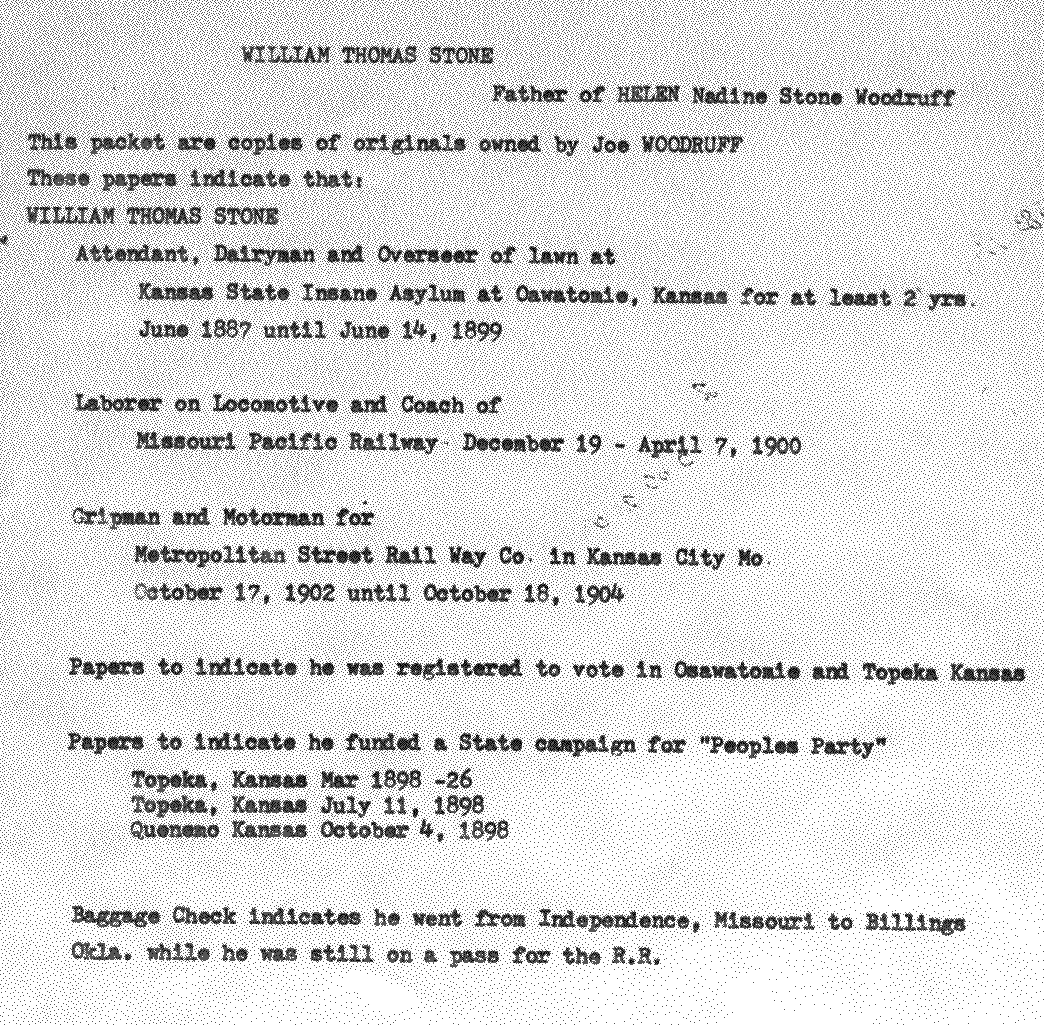 WILLIAM THOMAS STONE
Father of HELEN Nadine Stone Woodruff
This packet are copies of originals owned by Joe WOODRUFF
These papers indicate that:
WILLIAM THOMAS STONE
Attendant, Dairyman and Overseer of lawn at
Kansas State Insane Asylum at Oawatomie, Kansas for at least 2 yrs.
June 1887 until June 14, 1899
Laborer on Locomotive and Coach of
Missouri Pacific Railway December 19 - April 7, 1900
Gripman and Motorman for
Metropolitan Street Rail Way Co. in Kansas City Mo.
October 17, 1902 until October 18, 1904
Papers to indicate he was registered to vote in Osawatomie and Topeka Kansas
Papers to indicate he funded a State campaign for "Peoples Party"
Topeka, Kansas Mar 1898 -26
Topeka, Kansas July 11, 1898
Quenemo Kansas October 4, 1898
Baggage Check indicates he went from Independence, Missouri to Billings
Okla. while he was still on a pass for the R.R.